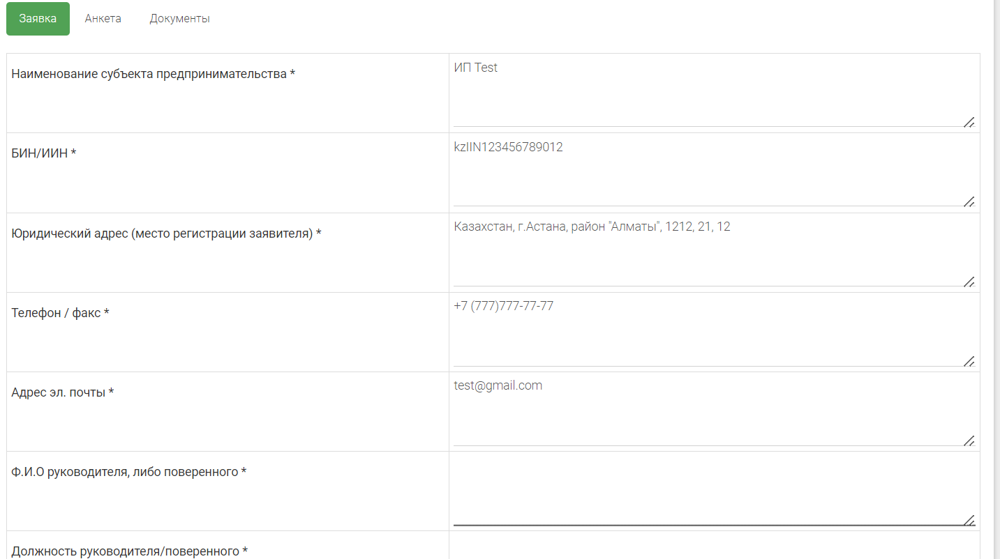 Заявка Анкета Документы
Наименование субъекта предпринимательства * ИП Test
БИН/ИИН * kzIIN123456789012
Юридический адрес (место регистрации заявителя) * Казахстан, г.Астана, район "Алматы", 1212, 21, 12
Телефон / факс * +7 (777)777-77-77
Адрес эл. почты * test@gmail.com
Ф.И.О руководителя, либо поверенного *
Должность руководителя/поверенного *